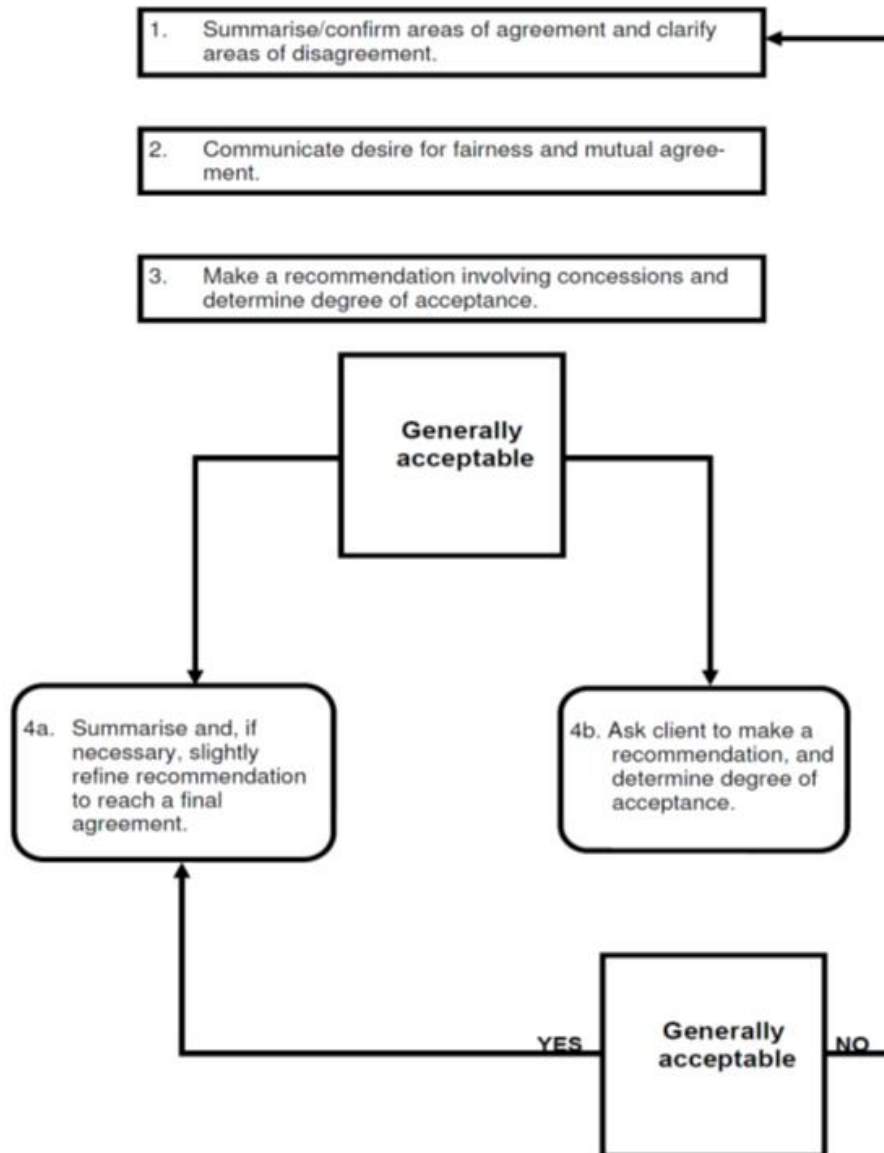 1. Summarise/confirm areas of agreement and clarify
areas of disagreement.
2. Communicate desire for fairness and mutual agree-
ment.
3. Make a recommendation involving concessions and
determine degree of acceptance.
Generally
acceptable
4a. Summarise and, if
necessary, slightly
refine recommendation
to reach a final
agreement.
4b. Ask client to make a
recommendation, and
determine degree of
acceptance.
YES
Generally
acceptable
NO